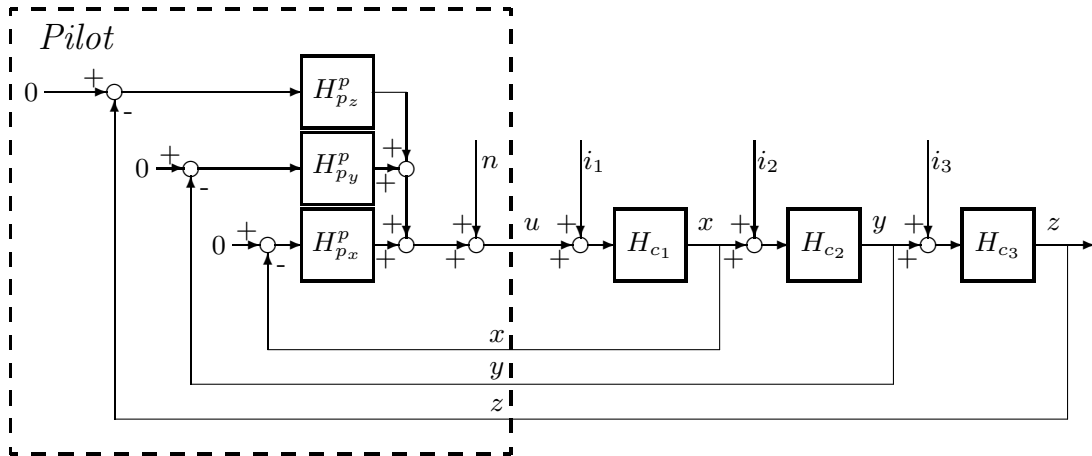 Pilot
0 + - H^p_{p_z}
0 + - H^p_{p_y} + + n i_1 i_2 i_3
0 + - H^p_{p_x} + + + + u + + H_{c_1} x + + H_{c_2} y + + H_{c_3} z
x
y
z